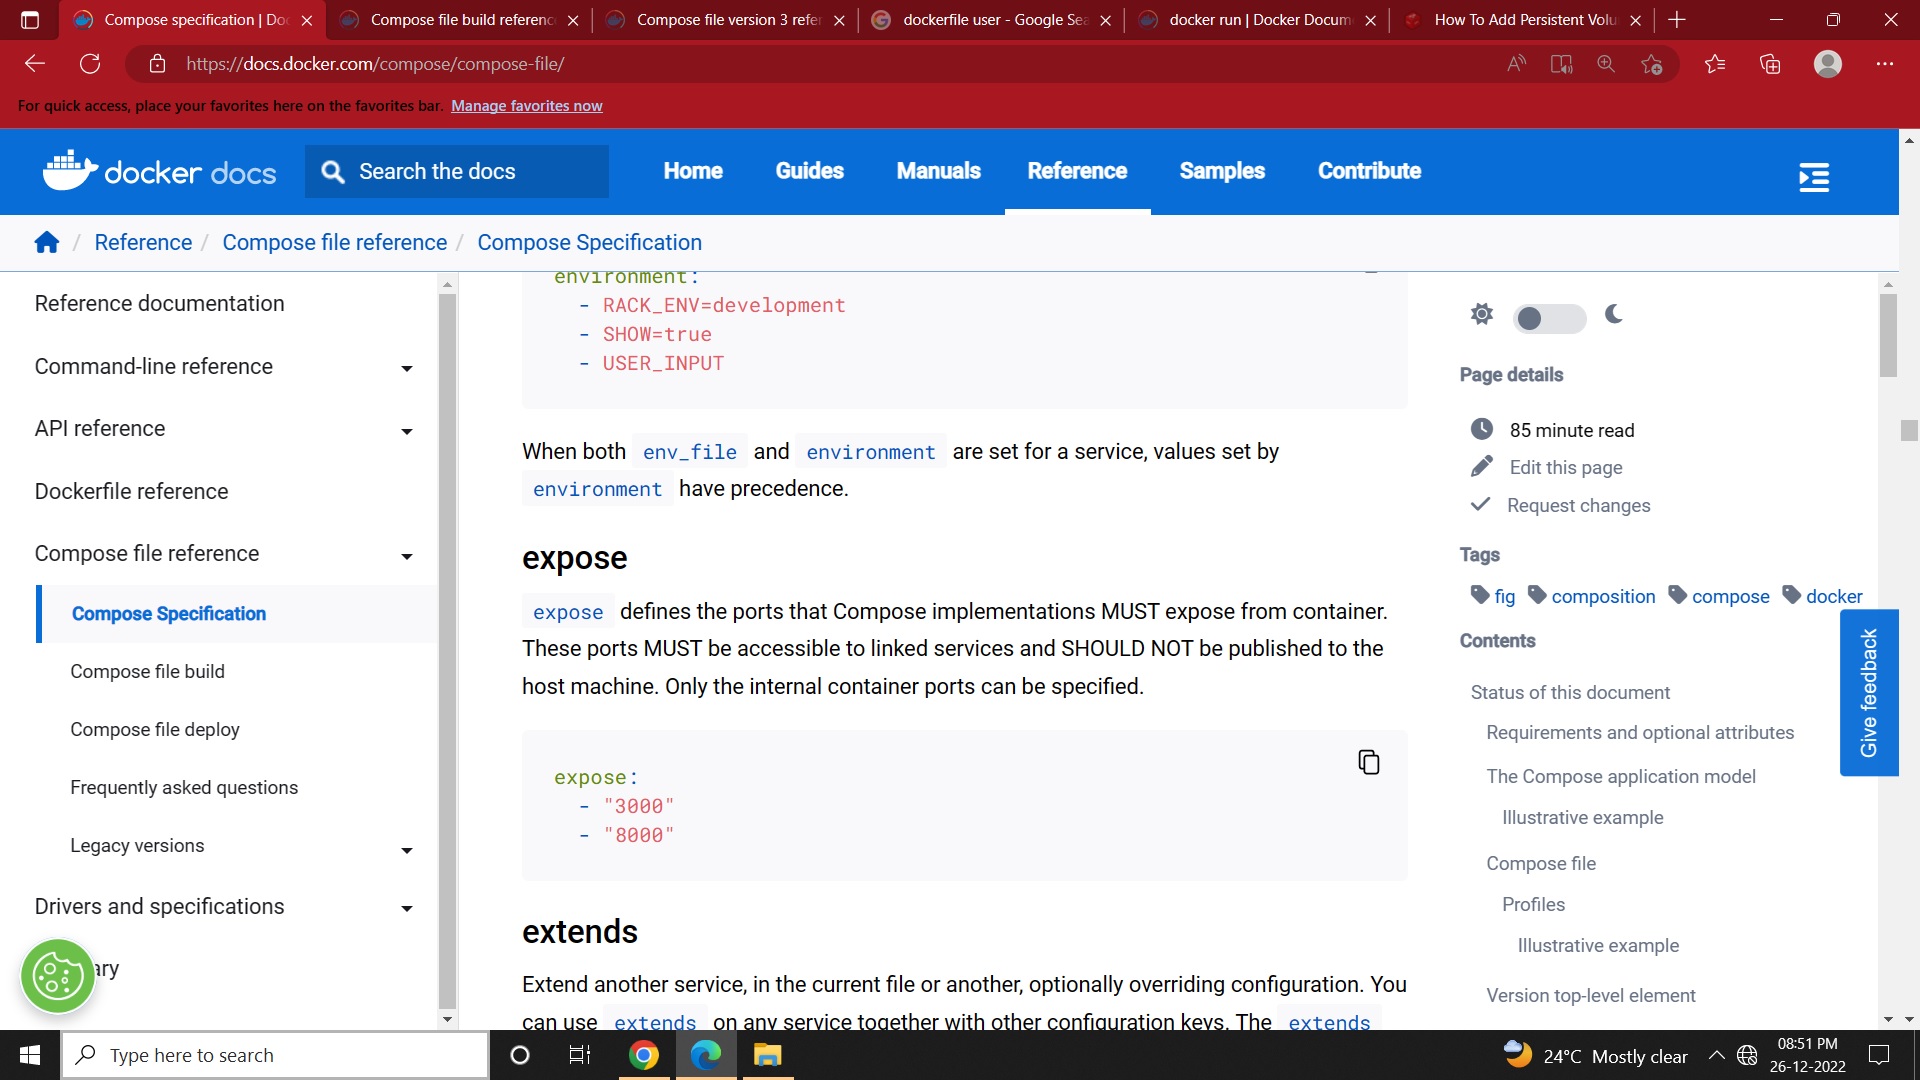 Compose specification | Do
Compose file build referenc
Compose file version 3 refer
dockerfile user - Google Sea
docker run | Docker Docum
How To Add Persistent Volu
https://docs.docker.com/compose/compose-file/
For quick access, place your favorites here on the favorites bar. Manage favorites now
docker docs
Search the docs
Home
Guides
Manuals
Reference
Samples
Contribute
Reference / Compose file reference / Compose Specification
Reference documentation
Command-line reference
API reference
Dockerfile reference
Compose file reference
Compose Specification
Compose file build
Compose file deploy
Frequently asked questions
Legacy versions
Drivers and specifications
ary
environment:
- RACK_ENV=development
- SHOW=true
- USER_INPUT
When both env_file and environment are set for a service, values set by
environment have precedence.
expose
expose defines the ports that Compose implementations MUST expose from container.
These ports MUST be accessible to linked services and SHOULD NOT be published to the
host machine. Only the internal container ports can be specified.
expose:
- "3000"
- "8000"
extends
Extend another service, in the current file or another, optionally overriding configuration. You
can use extends on any service together with other configuration keys. The extends
Page details
85 minute read
Edit this page
Request changes
Tags
fig composition compose docker
Contents
Status of this document
Requirements and optional attributes
The Compose application model
Illustrative example
Compose file
Profiles
Illustrative example
Version top-level element
Give feedback
Type here to search
24°C Mostly clear
08:51 PM
26-12-2022